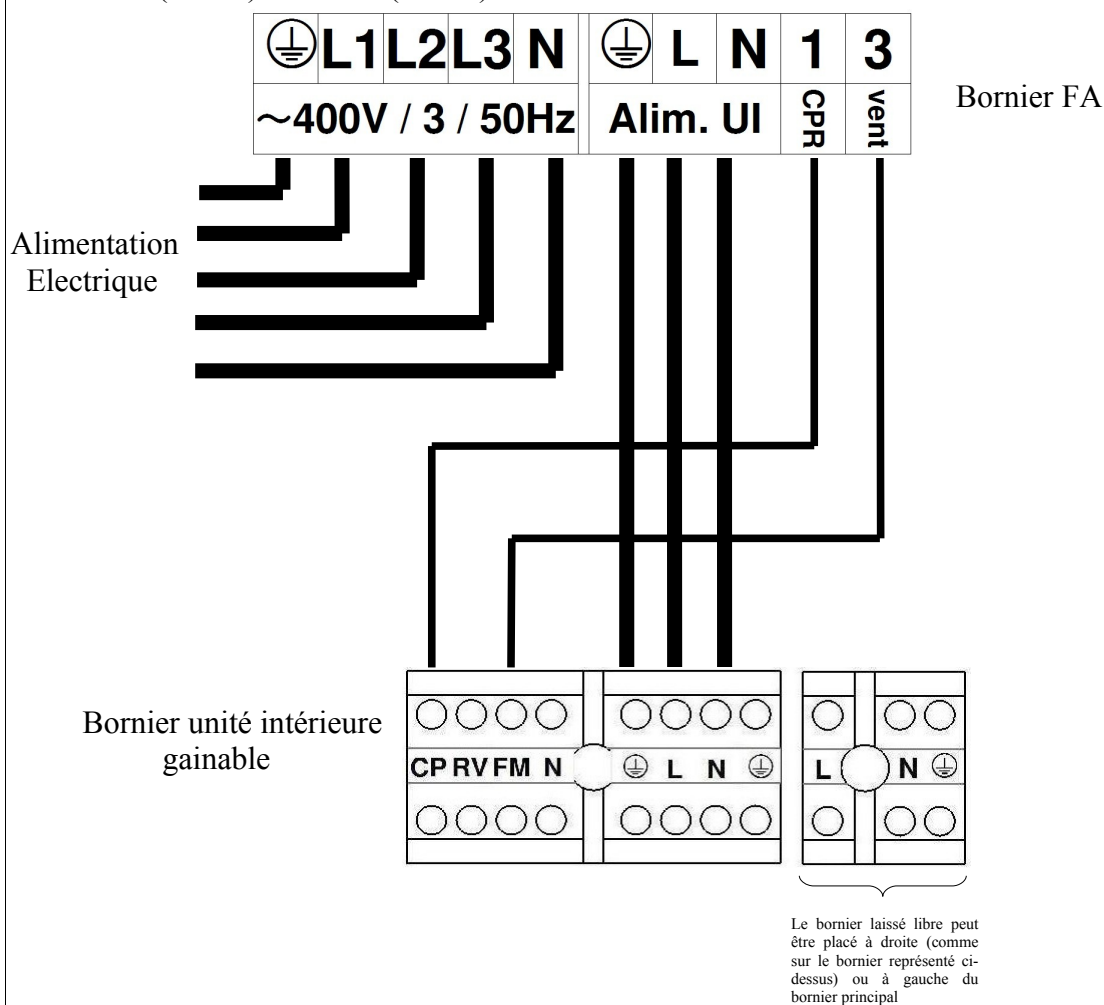 L1 L2 L3 N L N 1 3
~400V / 3 / 50Hz Alim. UI CPR vent
Bornier FA
Alimentation
Electrique
Bornier unité intérieure
gainable
CP RV FM N L N
L N
Le bornier laissé libre peut
être placé à droite (comme
sur le bornier représenté ci-
dessus) ou à gauche du
bornier principal